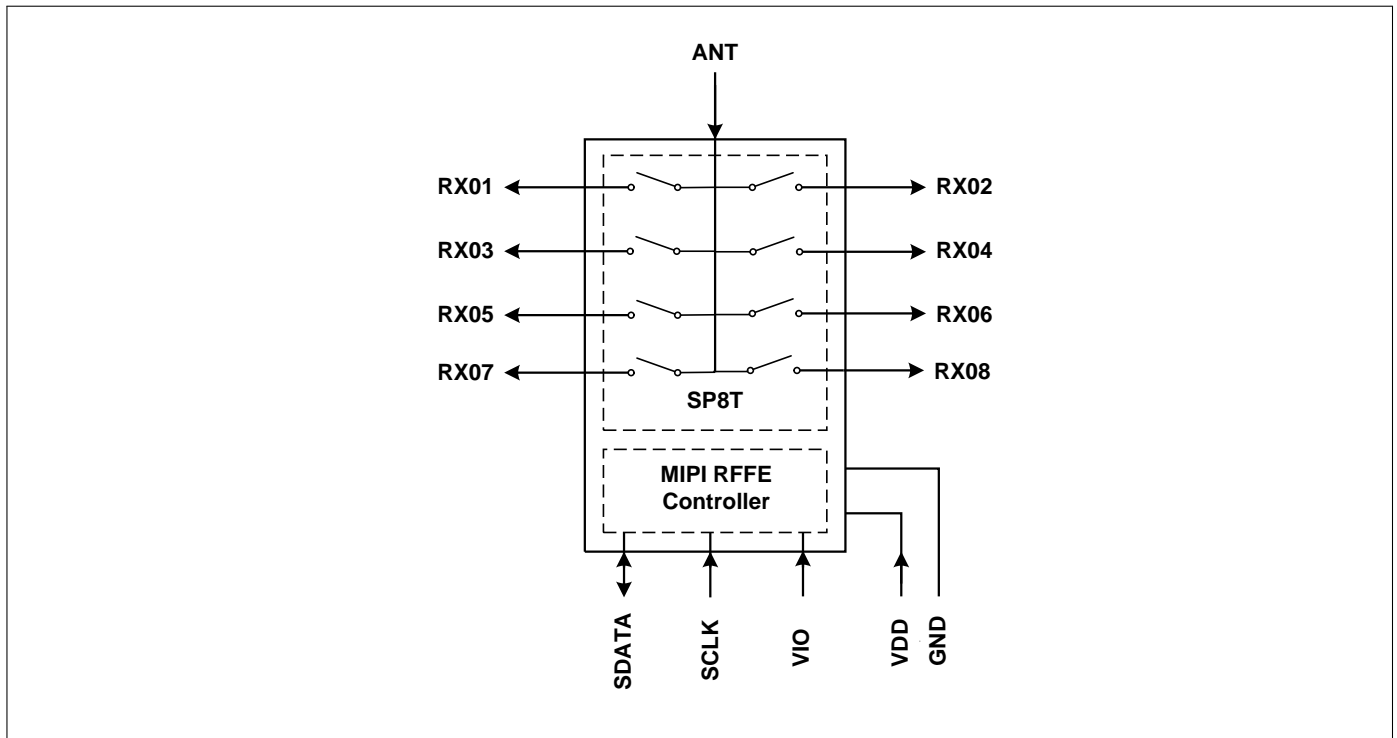 ANT
RX01
RX02
RX03
RX04
RX05
RX06
RX07
RX08
SP8T
MIPI RFFE
Controller
SDATA
SCLK
VIO
VDD
GND